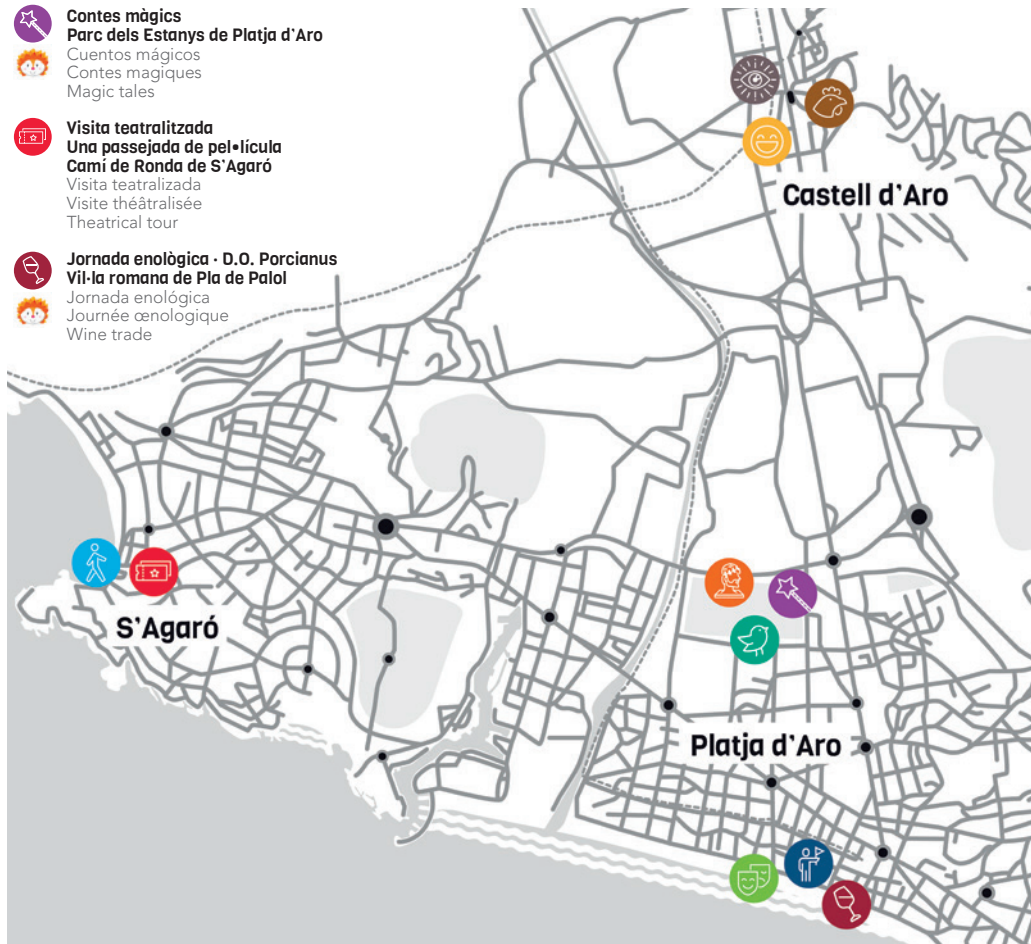 Contes màgics
Parc dels Estanys de Platja d’Aro
Cuentos mágicos
Contes magiques
Magic tales
Visita teatralitzada
Una passejada de pel•lícula
Camí de Ronda de S’Agaró
Visita teatralizada
Visite théâtralisée
Theatrical tour
Jornada enològica · D.O. Porcianus
Vil·la romana de Pla de Palol
Jornada enológica
Journée œnologique
Wine trade
Castell d’Aro
S’Agaró
Platja d’Aro